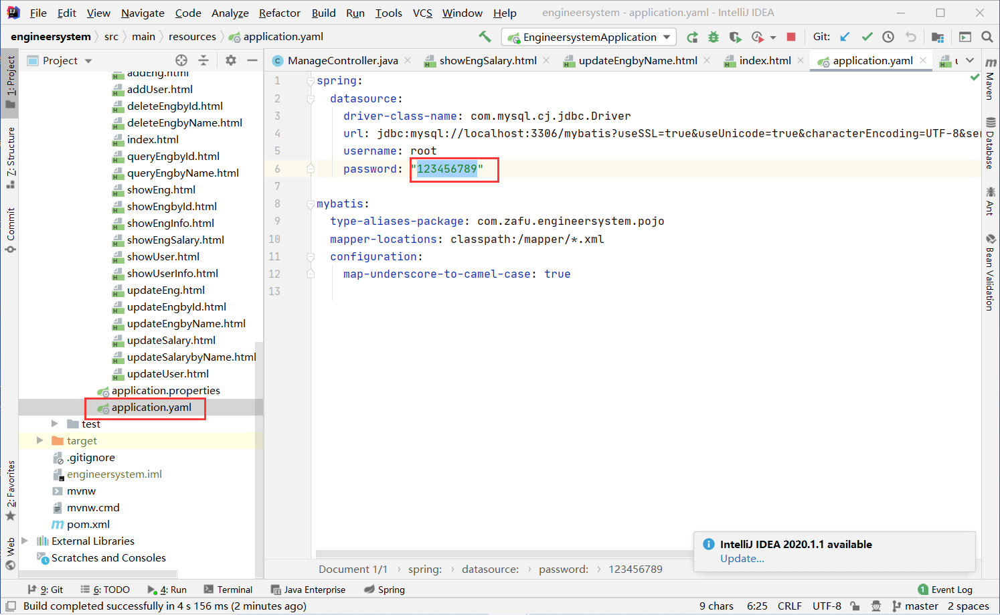 File Edit View Navigate Code Analyze Refactor Build Run Tools VCS Window Help engineersystem - application.yaml - IntelliJ IDEA
engineersystem src main resources application.yaml EngineersystemApplication Git:
Project ManageController.java showEngSalary.html updateEngbyName.html index.html application.yaml
1: Project
7: Structure
Commit
2: Favorites
Web
addEng.html
addUser.html
deleteEngbyId.html
deleteEngbyName.html
index.html
queryEngbyId.html
queryEngbyName.html
showEng.html
showEngbyId.html
showEngInfo.html
showEngSalary.html
showUser.html
showUserInfo.html
updateEng.html
updateEngbyId.html
updateEngbyName.html
updateSalary.html
updateSalarybyName.html
updateUser.html
application.properties
application.yaml
test
target
.gitignore
engineersystem.iml
mvnw
mvnw.cmd
pom.xml
External Libraries
Scratches and Consoles
1 spring:
2 datasource:
3 driver-class-name: com.mysql.cj.jdbc.Driver
4 url: jdbc:mysql://localhost:3306/mybatis?useSSL=true&useUnicode=true&characterEncoding=UTF-8&ser
5 username: root
6 password: "123456789"
7
8 mybatis:
9 type-aliases-package: com.zafu.engineersystem.pojo
10 mapper-locations: classpath:/mapper/*.xml
11 configuration:
12 map-underscore-to-camel-case: true
13
Maven
Database
Ant
Bean Validation
IntelliJ IDEA 2020.1.1 available
Update...
Document 1/1 › spring: › datasource: › password: › 123456789
9: Git 6: TODO 4: Run Terminal Java Enterprise Spring 1 Event Log
Build completed successfully in 4 s 156 ms (2 minutes ago) 9 chars 6:25 CRLF UTF-8 master 2 spaces